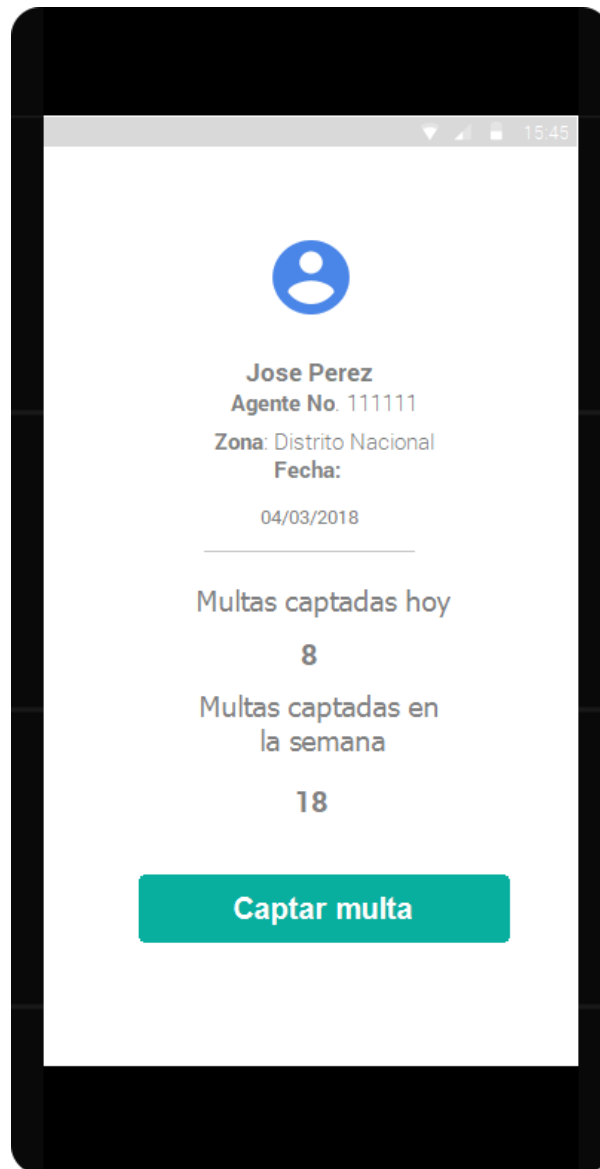 15:45
Jose Perez
Agente No. 111111
Zona: Distrito Nacional
Fecha:
04/03/2018
Multas captadas hoy
8
Multas captadas en
la semana
18
Captar multa